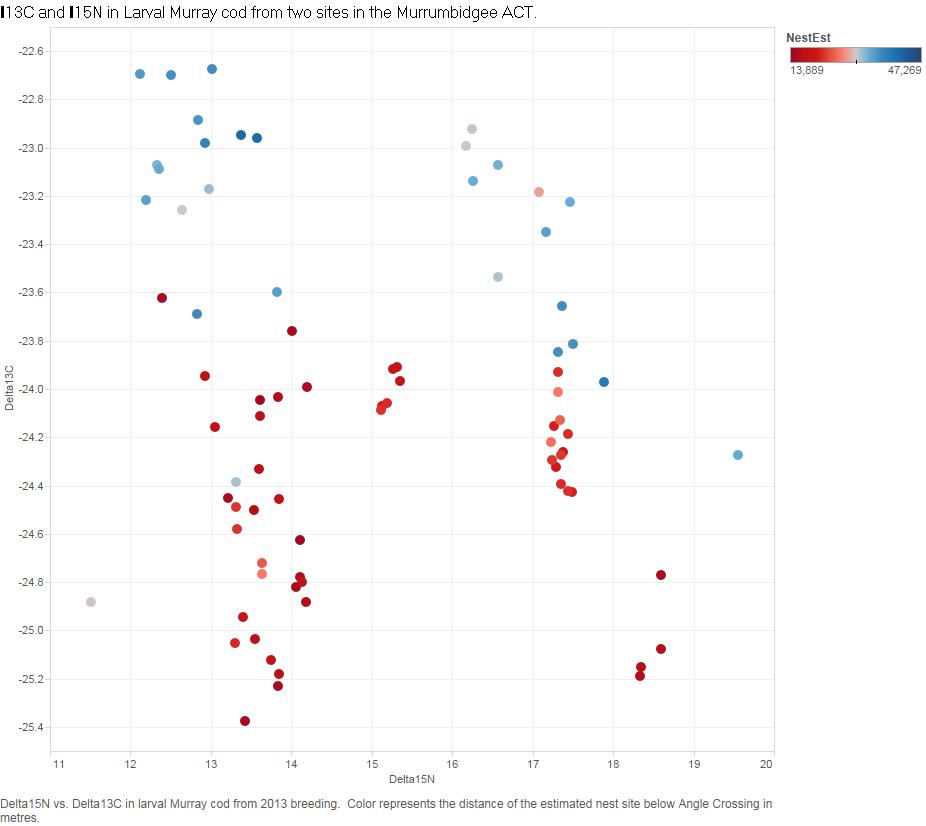 l13C and l15N in Larval Murray cod from two sites in the Murrumbidgee ACT.
NestEst
13,889 47,269
-22.6
-22.8
-23.0
-23.2
-23.4
-23.6
-23.8
-24.0
-24.2
-24.4
-24.6
-24.8
-25.0
-25.2
-25.4
Delta13C
11 12 13 14 15 16 17 18 19 20
Delta15N
Delta15N vs. Delta13C in larval Murray cod from 2013 breeding. Color represents the distance of the estimated nest site below Angle Crossing in
metres.